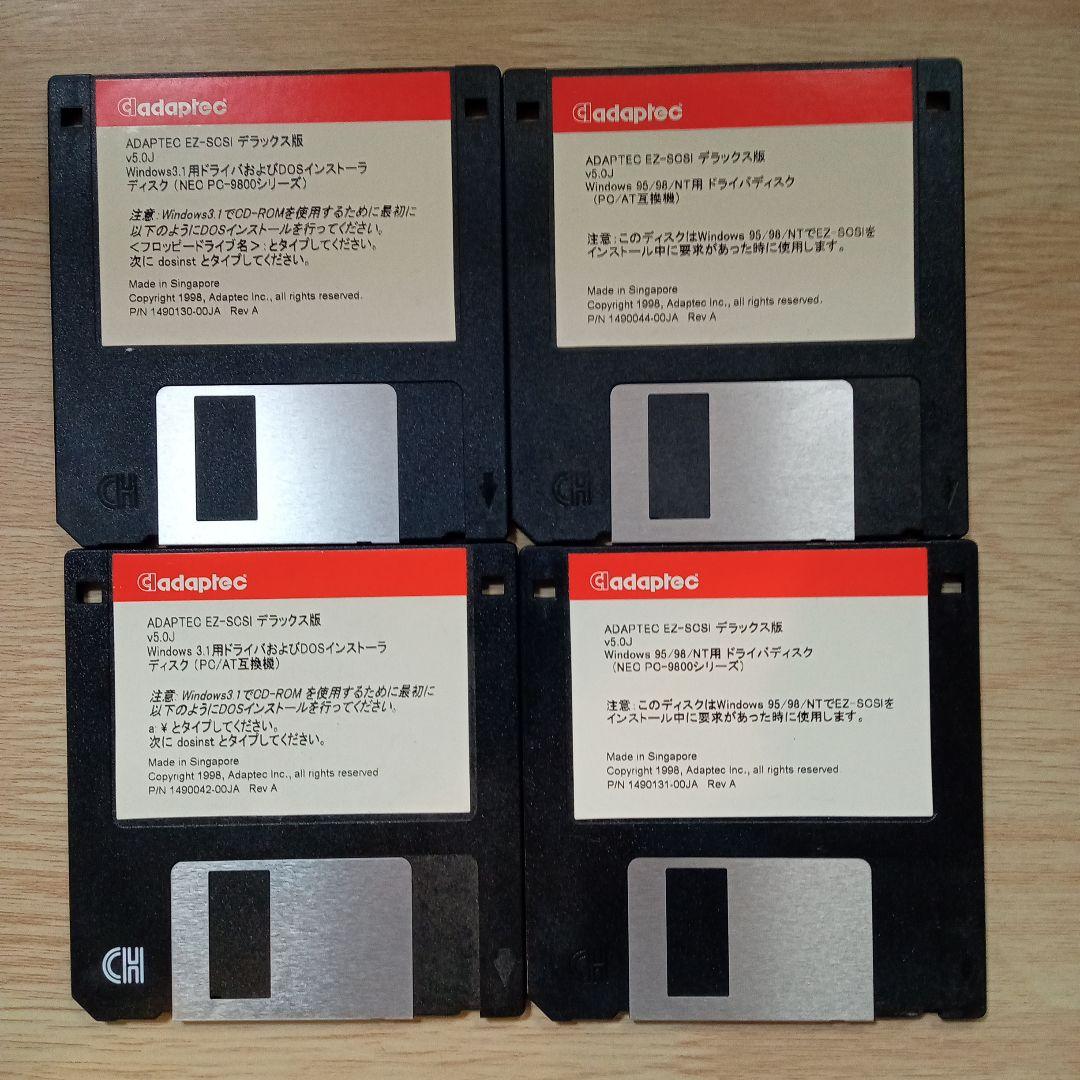 adaptec
ADAPTEC EZ-SCSI デラックス版
v5.0J
Windows3.1用ドライバおよびDOSインストーラ
ディスク (NEC PC-9800シリーズ)
注意: Windows3.1でCD-ROMを使用するために最初に
以下のようにDOSインストールを行ってください。
<フロッピードライブ名>: とタイプしてください。
次に dosinst とタイプしてください。
Made in Singapore
Copyright 1998, Adaptec Inc., all rights reserved.
P/N 1490130-00JA Rev A
CH
adaptec
ADAPTEC EZ-SCSI デラックス版
v5.0J
Windows 95/98/NT用 ドライバディスク
(PC/AT互換機)
注意: このディスクはWindows 95/98/NTでEZ-SCSIを
インストール中に要求があった時に使用します。
Made in Singapore
Copyright 1998, Adaptec Inc., all rights reserved.
P/N 1490044-00JA Rev A
CH
adaptec
ADAPTEC EZ-SCSI デラックス版
v5.0J
Windows 3.1用ドライバおよびDOSインストーラ
ディスク (PC/AT互換機)
注意: Windows3.1でCD-ROM を使用するために最初に
以下のようにDOSインストールを行ってください。
a: ¥ とタイプしてください。
次に dosinst とタイプしてください。
Made in Singapore
Copyright 1998, Adaptec Inc., all rights reserved
P/N 1490042-00JA Rev A
CH
adaptec
ADAPTEC EZ-SCSI デラックス版
v5.0J
Windows 95/98/NT用 ドライバディスク
(NEC PC-9800シリーズ)
注意: このディスクはWindows 95/98/NTでEZ-SCSIを
インストール中に要求があった時に使用します。
Made in Singapore
Copyright 1998, Adaptec Inc., all rights reserved.
P/N 1490131-00JA Rev A
CH